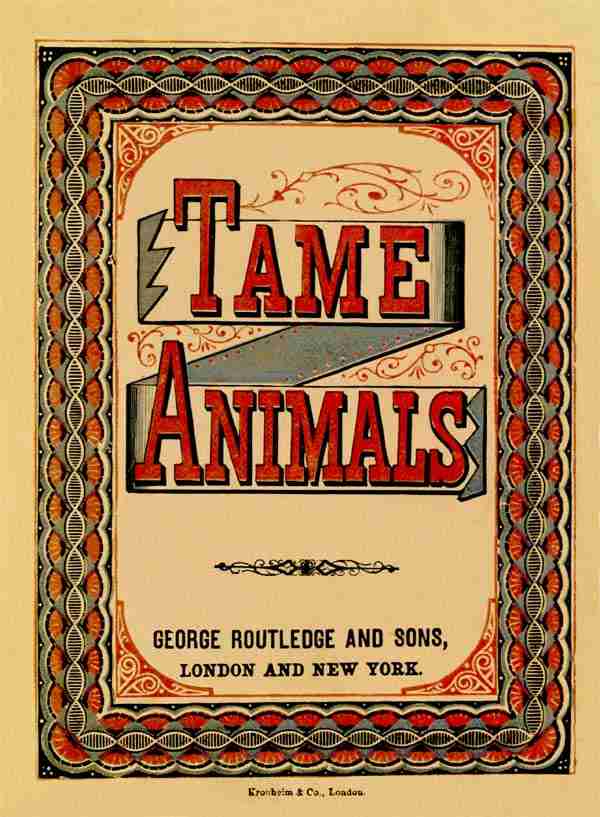 TAME
ANIMALS
GEORGE ROUTLEDGE AND SONS,
LONDON AND NEW YORK.
Kronheim & Co., London.